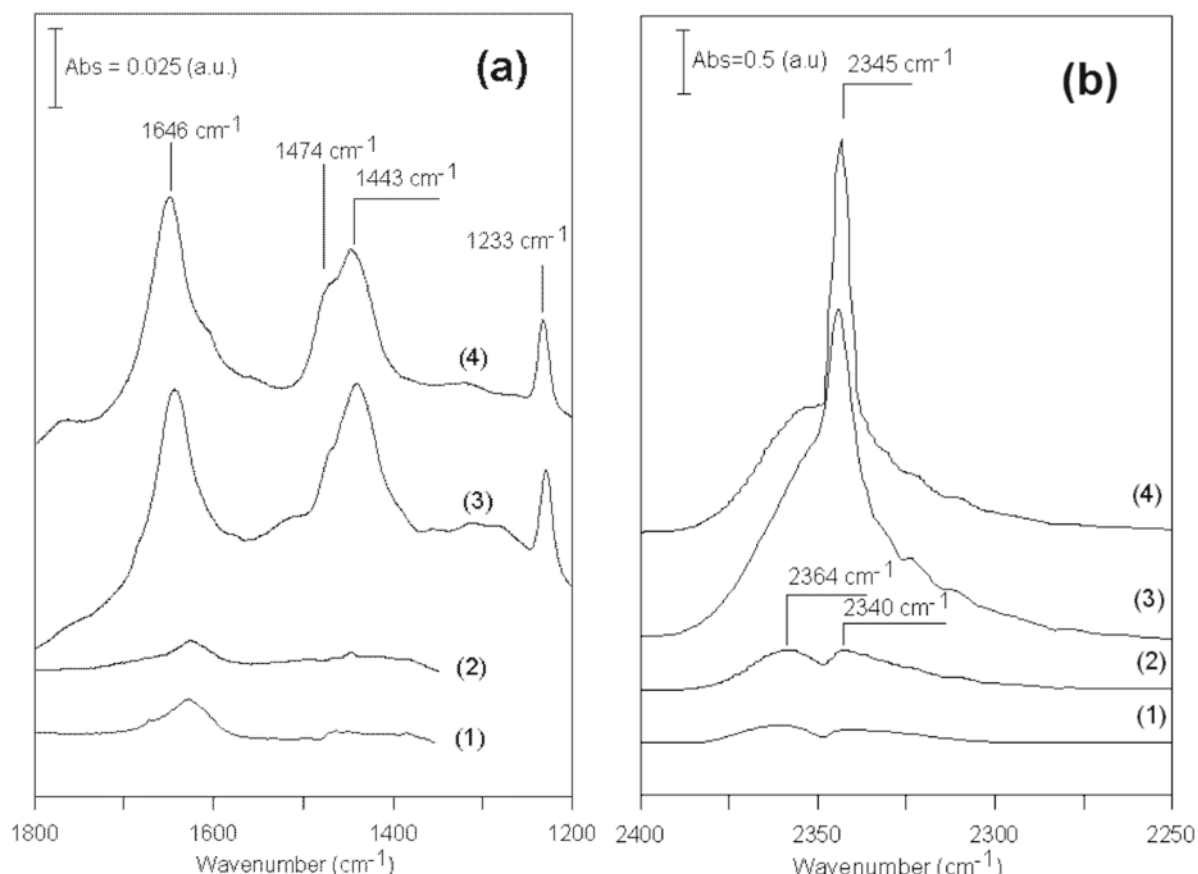 (a)
Abs = 0.025 (a.u.)
1646 cm-1
1474 cm-1
1443 cm-1
1233 cm-1
(4)
(3)
(2)
(1)
1800
1600
1400
1200
Wavenumber (cm-1)
(b)
Abs=0.5 (a.u)
2345 cm-1
(4)
2364 cm-1
2340 cm-1
(3)
(2)
(1)
2400
2350
2300
2250
Wavenumber (cm-1)